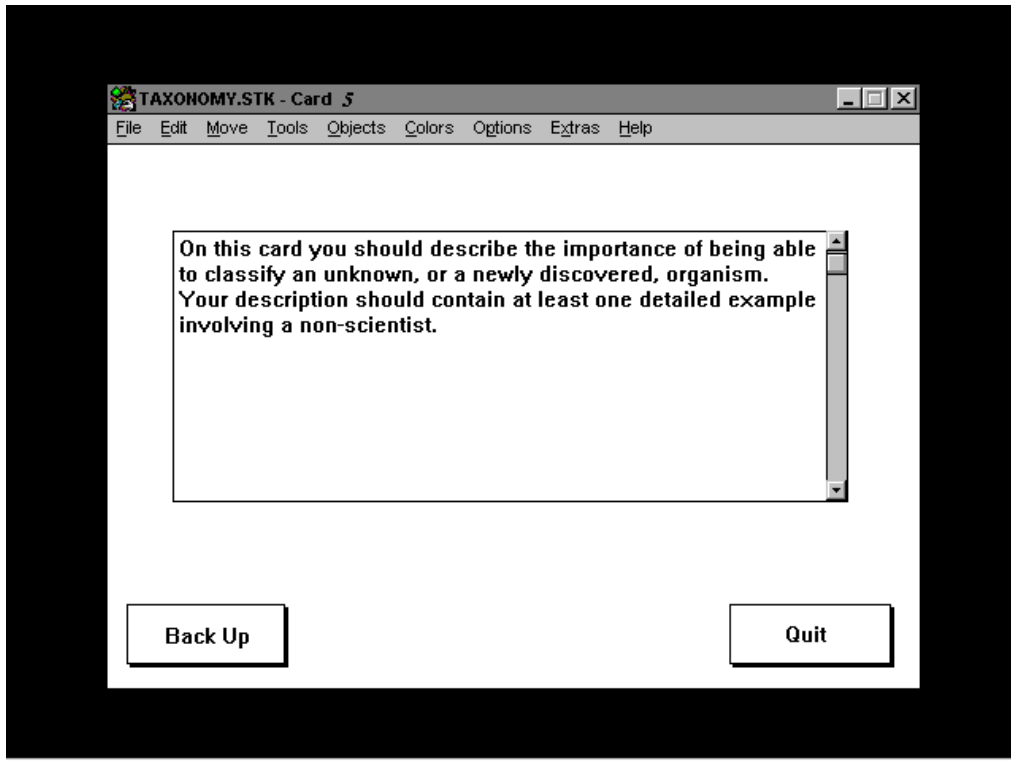 TAXONOMY.STK - Card 5
File Edit Move Tools Objects Colors Options Extras Help
On this card you should describe the importance of being able
to classify an unknown, or a newly discovered, organism.
Your description should contain at least one detailed example
involving a non-scientist.
Back Up
Quit